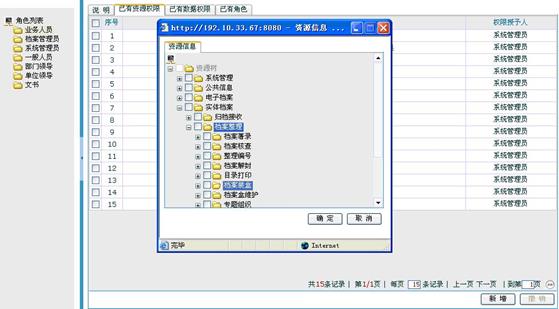 角色列表
业务人员
档案管理员
系统管理员
一般人员
部门领导
单位领导
文书
说 明
已有资源权限
已有数据权限
已有角色
序号
权限授予人
1 系统管理员
2 系统管理员
3 系统管理员
4 系统管理员
5 系统管理员
6 系统管理员
7 系统管理员
8 系统管理员
9 系统管理员
10 系统管理员
11 系统管理员
12 系统管理员
13 系统管理员
14 系统管理员
15 系统管理员
http://192.10.33.67:8080 - 资源信息 ...
资源信息
资源树
系统管理
公共信息
电子档案
实体档案
归档接收
档案整理
档案著录
档案核查
整理编号
档案解封
目录打印
档案装盒
档案盒维护
专题组织
确 定
取 消
完毕
Internet
共15条记录| 第1/1页| 每页 15 条记录| 上一页 下一页 |到第 1 页
新 增
撤 销